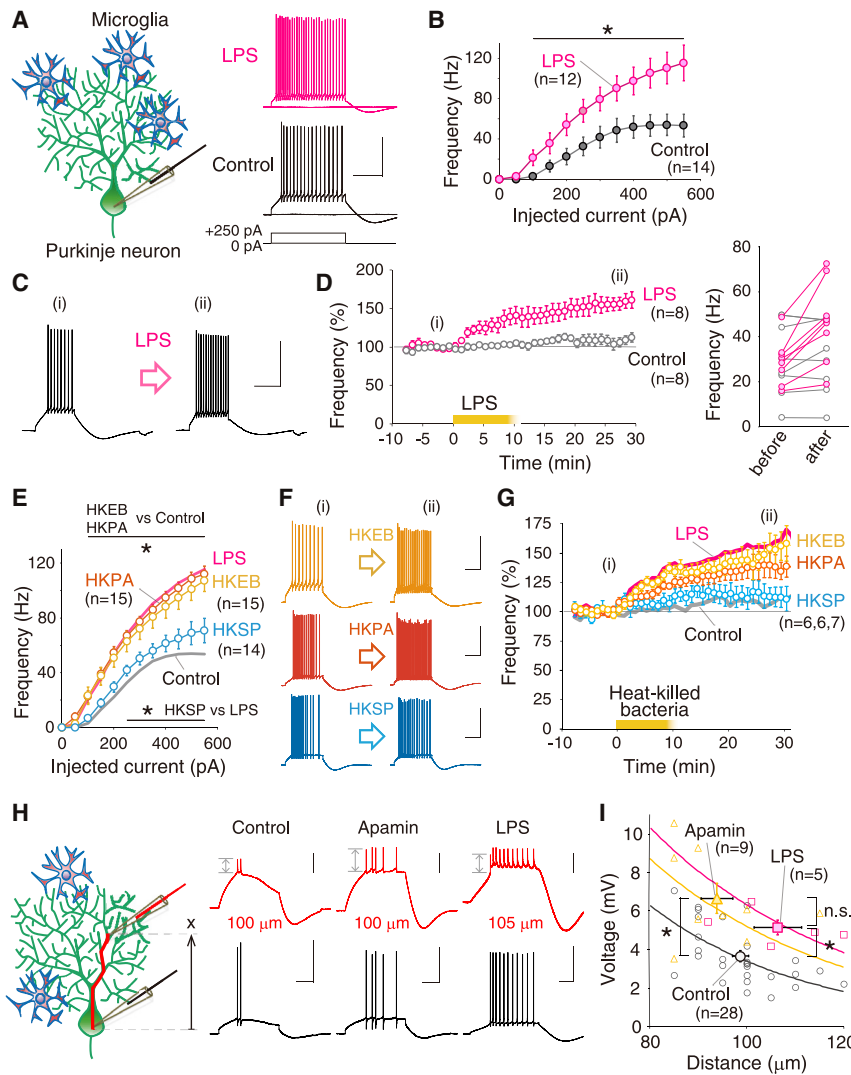 A
Microglia
LPS
Control
Purkinje neuron
+250 pA
0 pA
B
Frequency (Hz)
120
80
40
0
*
LPS
(n=12)
Control
(n=14)
0
200
400
600
Injected current (pA)
C
(i)
(ii)
LPS
D
Frequency (%)
200
150
100
50
0
(i)
(ii)
LPS
(n=8)
Control
(n=8)
LPS
-10
-5
0
5
10
15
20
25
30
Time (min)
Frequency (Hz)
80
60
40
20
0
before
after
E
HKEB
HKPA
vs Control
*
Frequency (Hz)
120
80
40
0
LPS
HKPA
(n=15)
HKEB
(n=15)
HKSP
(n=14)
Control
* HKSP vs LPS
0
200
400
600
Injected current (pA)
F
(i)
(ii)
HKEB
HKPA
HKSP
G
Frequency (%)
175
150
125
100
75
50
25
0
(i)
(ii)
LPS
HKEB
HKPA
HKSP
(n=6,6,7)
Control
Heat-killed
bacteria
-10
0
10
20
30
Time (min)
H
x
Control
Apamin
LPS
100 μm
100 μm
105 μm
I
Voltage (mV)
10
8
6
4
2
0
Apamin
(n=9)
LPS
(n=5)
n.s.
*
*
Control
(n=28)
80
100
120
Distance (μm)